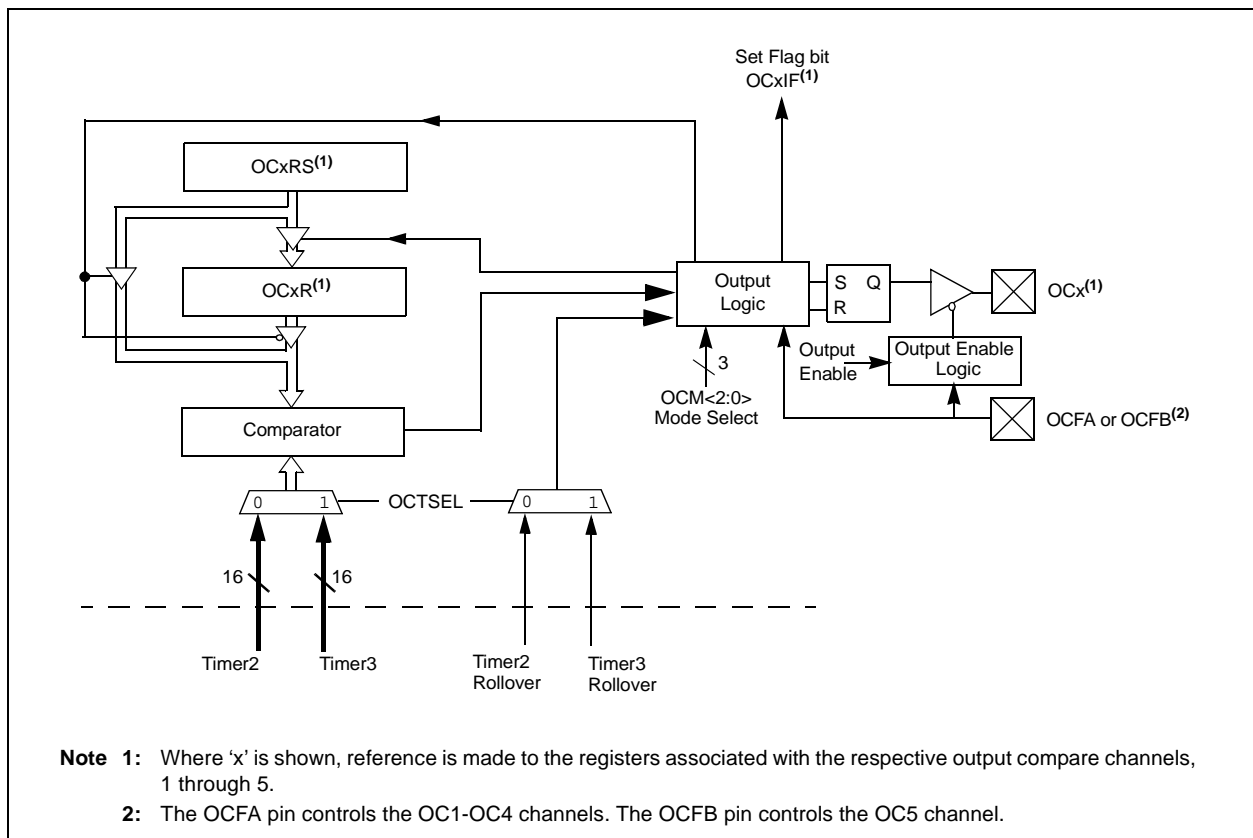 Set Flag bit
OCxIF(1)
OCxRS(1)
OCxR(1)
Output
Logic
S Q
R
OCx(1)
Output
Enable
Output Enable
Logic
3
OCM<2:0>
Mode Select
OCFA or OCFB(2)
Comparator
0 1
OCTSEL
0 1
16
16
Timer2
Timer3
Timer2
Rollover
Timer3
Rollover
Note 1: Where ‘x’ is shown, reference is made to the registers associated with the respective output compare channels,
1 through 5.
2: The OCFA pin controls the OC1-OC4 channels. The OCFB pin controls the OC5 channel.